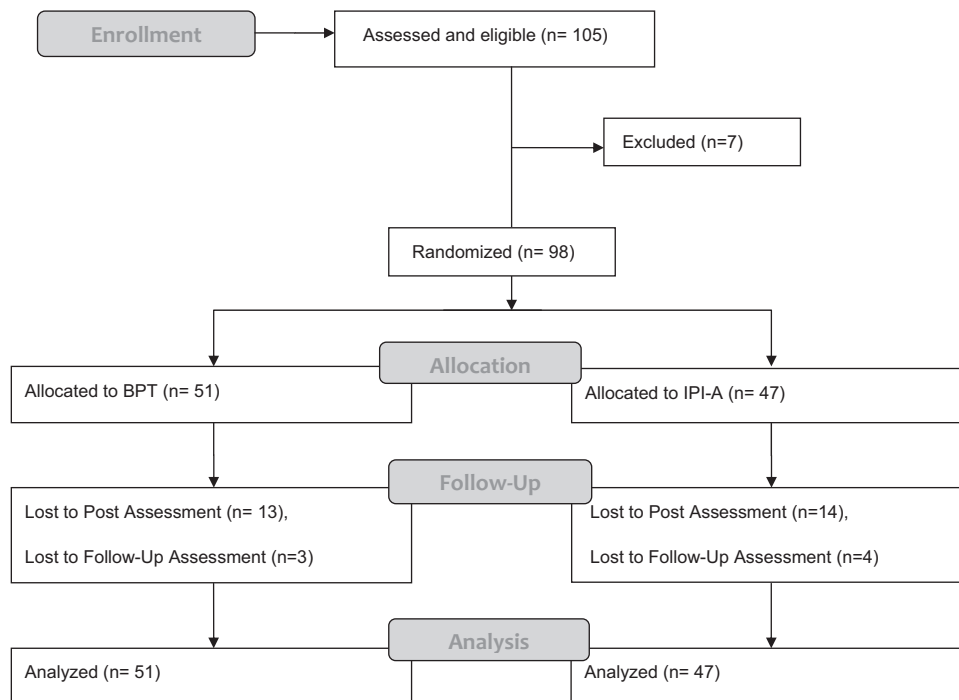 Enrollment
Assessed and eligible (n= 105)
Excluded (n=7)
Randomized (n= 98)
Allocation
Allocated to BPT (n= 51)
Allocated to IPI-A (n= 47)
Follow-Up
Lost to Post Assessment (n= 13),
Lost to Follow-Up Assessment (n=3)
Lost to Post Assessment (n=14),
Lost to Follow-Up Assessment (n=4)
Analysis
Analyzed (n= 51)
Analyzed (n= 47)